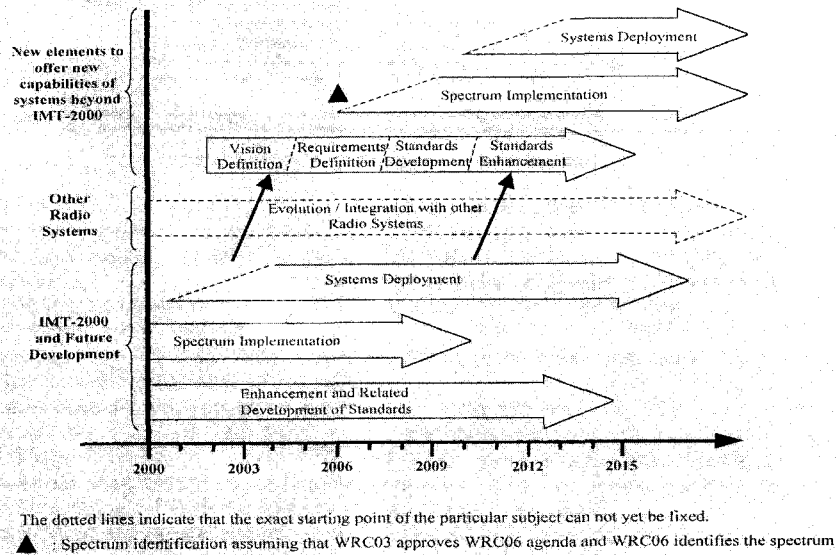 Systems Deployment
New elements to
offer new
capabilities of
systems beyond
IMT-2000
Spectrum Implementation
Vision
Definition
Requirements
Definition
Standards
Development
Standards
Enhancement
Other
Radio
Systems
Evolution / Integration with other
Radio Systems
Systems Deployment
IMT-2000
and Future
Development
Spectrum Implementation
Enhancement and Related
Development of Standards
2000 2003 2006 2009 2012 2015
The dotted lines indicate that the exact starting point of the particular subject can not yet be fixed.
▲ : Spectrum identification assuming that WRC03 approves WRC06 agenda and WRC06 identifies the spectrum